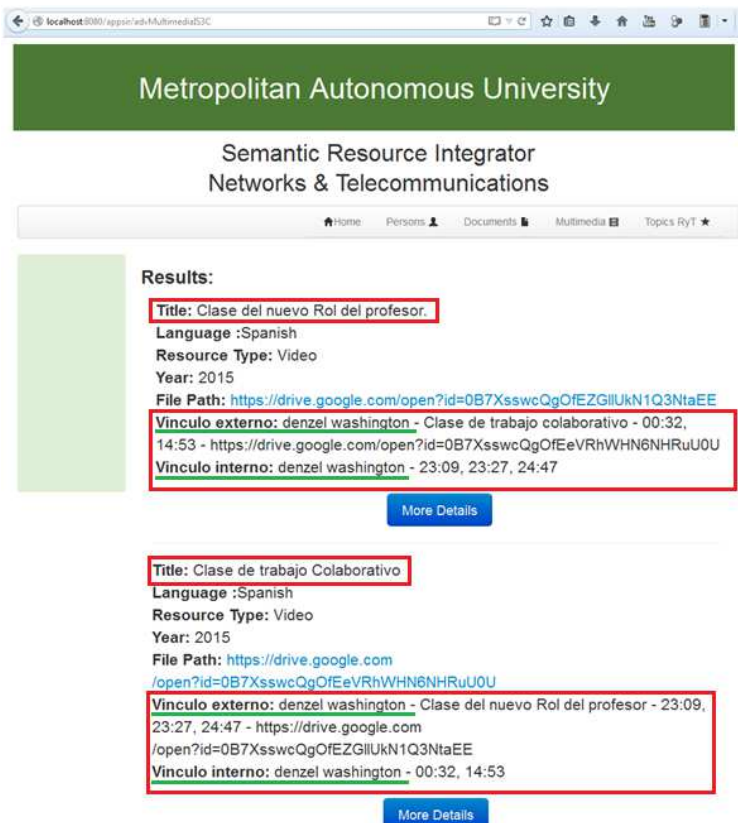 localhost:8080/appsir/advMultimediaIS3C
Metropolitan Autonomous University
Semantic Resource Integrator
Networks & Telecommunications
Home Persons Documents Multimedia Topics RyT
Results:
Title: Clase del nuevo Rol del profesor.
Language :Spanish
Resource Type: Video
Year: 2015
File Path: https://drive.google.com/open?id=0B7XsswcQgOfEZGllUkN1Q3NtaEE
Vinculo externo: denzel washington - Clase de trabajo colaborativo - 00:32,
14:53 - https://drive.google.com/open?id=0B7XsswcQgOfEeVRhWHN6NHRuU0U
Vinculo interno: denzel washington - 23:09, 23:27, 24:47
More Details
Title: Clase de trabajo Colaborativo
Language :Spanish
Resource Type: Video
Year: 2015
File Path: https://drive.google.com
/open?id=0B7XsswcQgOfEeVRhWHN6NHRuU0U
Vinculo externo: denzel washington - Clase del nuevo Rol del profesor - 23:09,
23:27, 24:47 - https://drive.google.com
/open?id=0B7XsswcQgOfEZGllUkN1Q3NtaEE
Vinculo interno: denzel washington - 00:32, 14:53
More Details